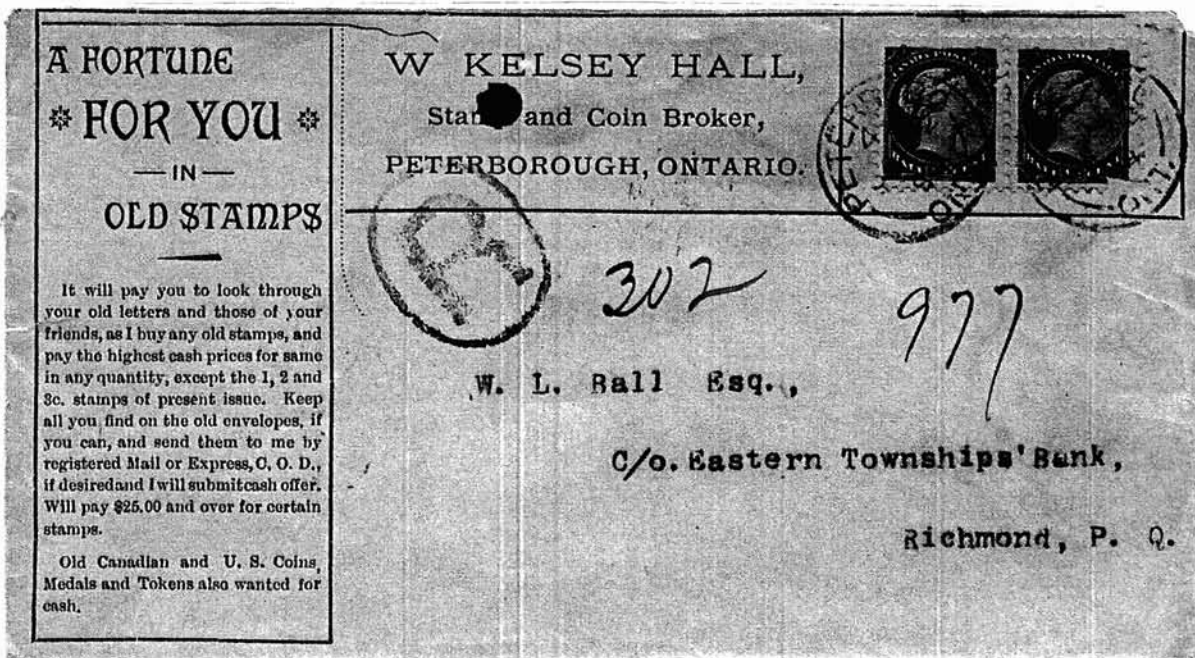 A FORTUNE
FOR YOU
— IN —
OLD STAMPS
It will pay you to look through
your old letters and those of your
friends, as I buy any old stamps, and
pay the highest cash prices for same
in any quantity, except the 1, 2 and
3c. stamps of present issue. Keep
all you find on the old envelopes, if
you can, and send them to me by
registered Mail or Express, C. O. D.,
if desired and I will submit cash offer.
Will pay $25.00 and over for certain
stamps.
Old Canadian and U. S. Coins,
Medals and Tokens also wanted for
cash.
W KELSEY HALL,
and Coin Broker,
PETERBOROUGH, ONTARIO.
R
302
977
W. L. Ball Esq.,
C/o. Eastern Townships' Bank,
Richmond, P. Q.